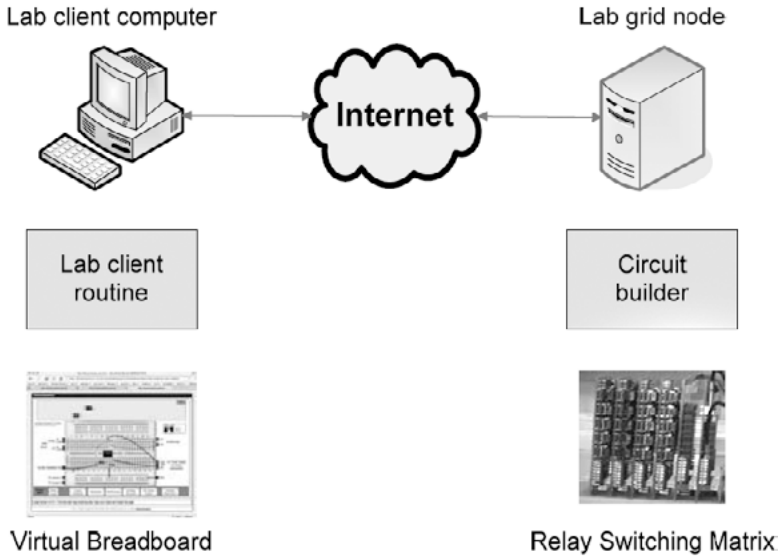 Lab client computer
Lab grid node
Internet
Lab client
routine
Circuit
builder
Virtual Breadboard
Relay Switching Matrix